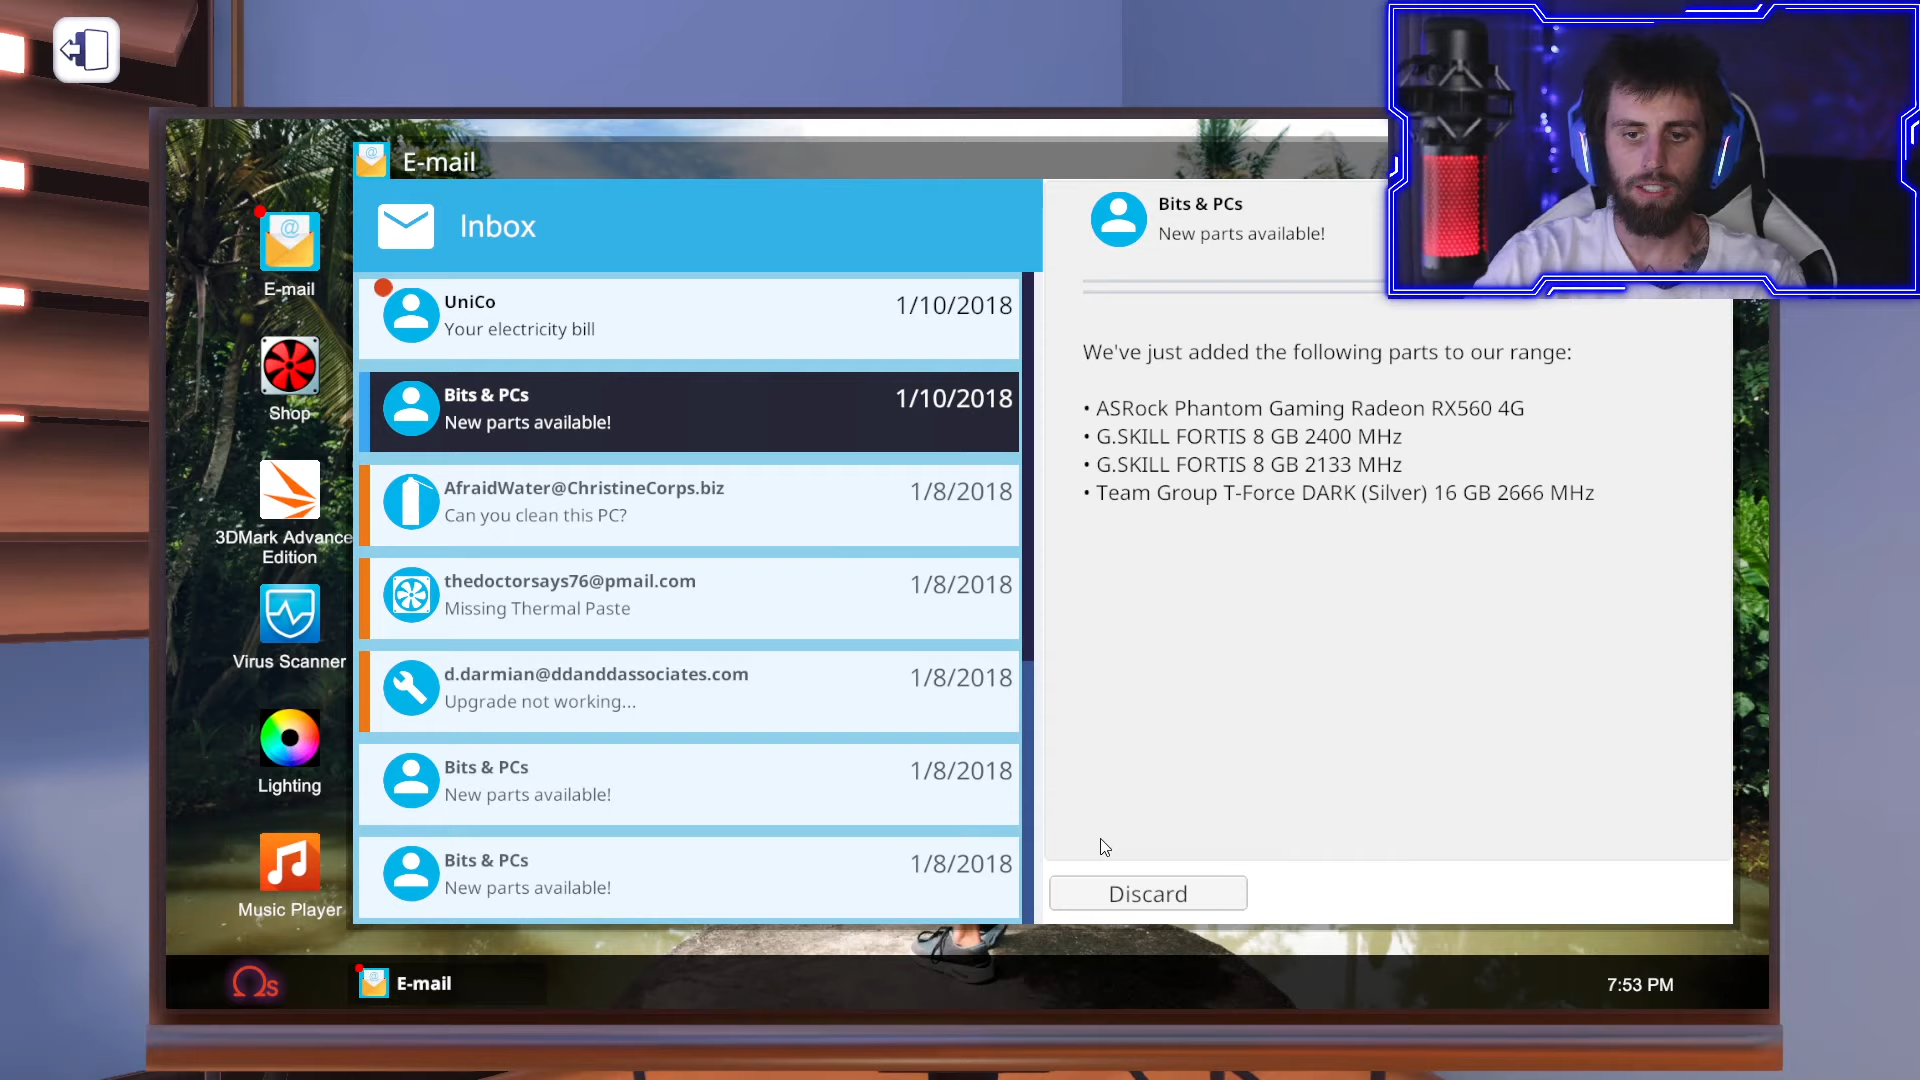 E-mail
Inbox
UniCo
1/10/2018
Your electricity bill
Bits & PCs
1/10/2018
New parts available!
AfraidWater@ChristineCorps.biz
1/8/2018
Can you clean this PC?
thedoctorsays76@pmail.com
1/8/2018
Missing Thermal Paste
d.darmian@ddanddassociates.com
1/8/2018
Upgrade not working...
Bits & PCs
1/8/2018
New parts available!
Bits & PCs
1/8/2018
New parts available!
Bits & PCs
New parts available!
We've just added the following parts to our range:
• ASRock Phantom Gaming Radeon RX560 4G
• G.SKILL FORTIS 8 GB 2400 MHz
• G.SKILL FORTIS 8 GB 2133 MHz
• Team Group T-Force DARK (Silver) 16 GB 2666 MHz
Discard
E-mail
Shop
3DMark Advance
Edition
Virus Scanner
Lighting
Music Player
Ωs
E-mail
7:53 PM